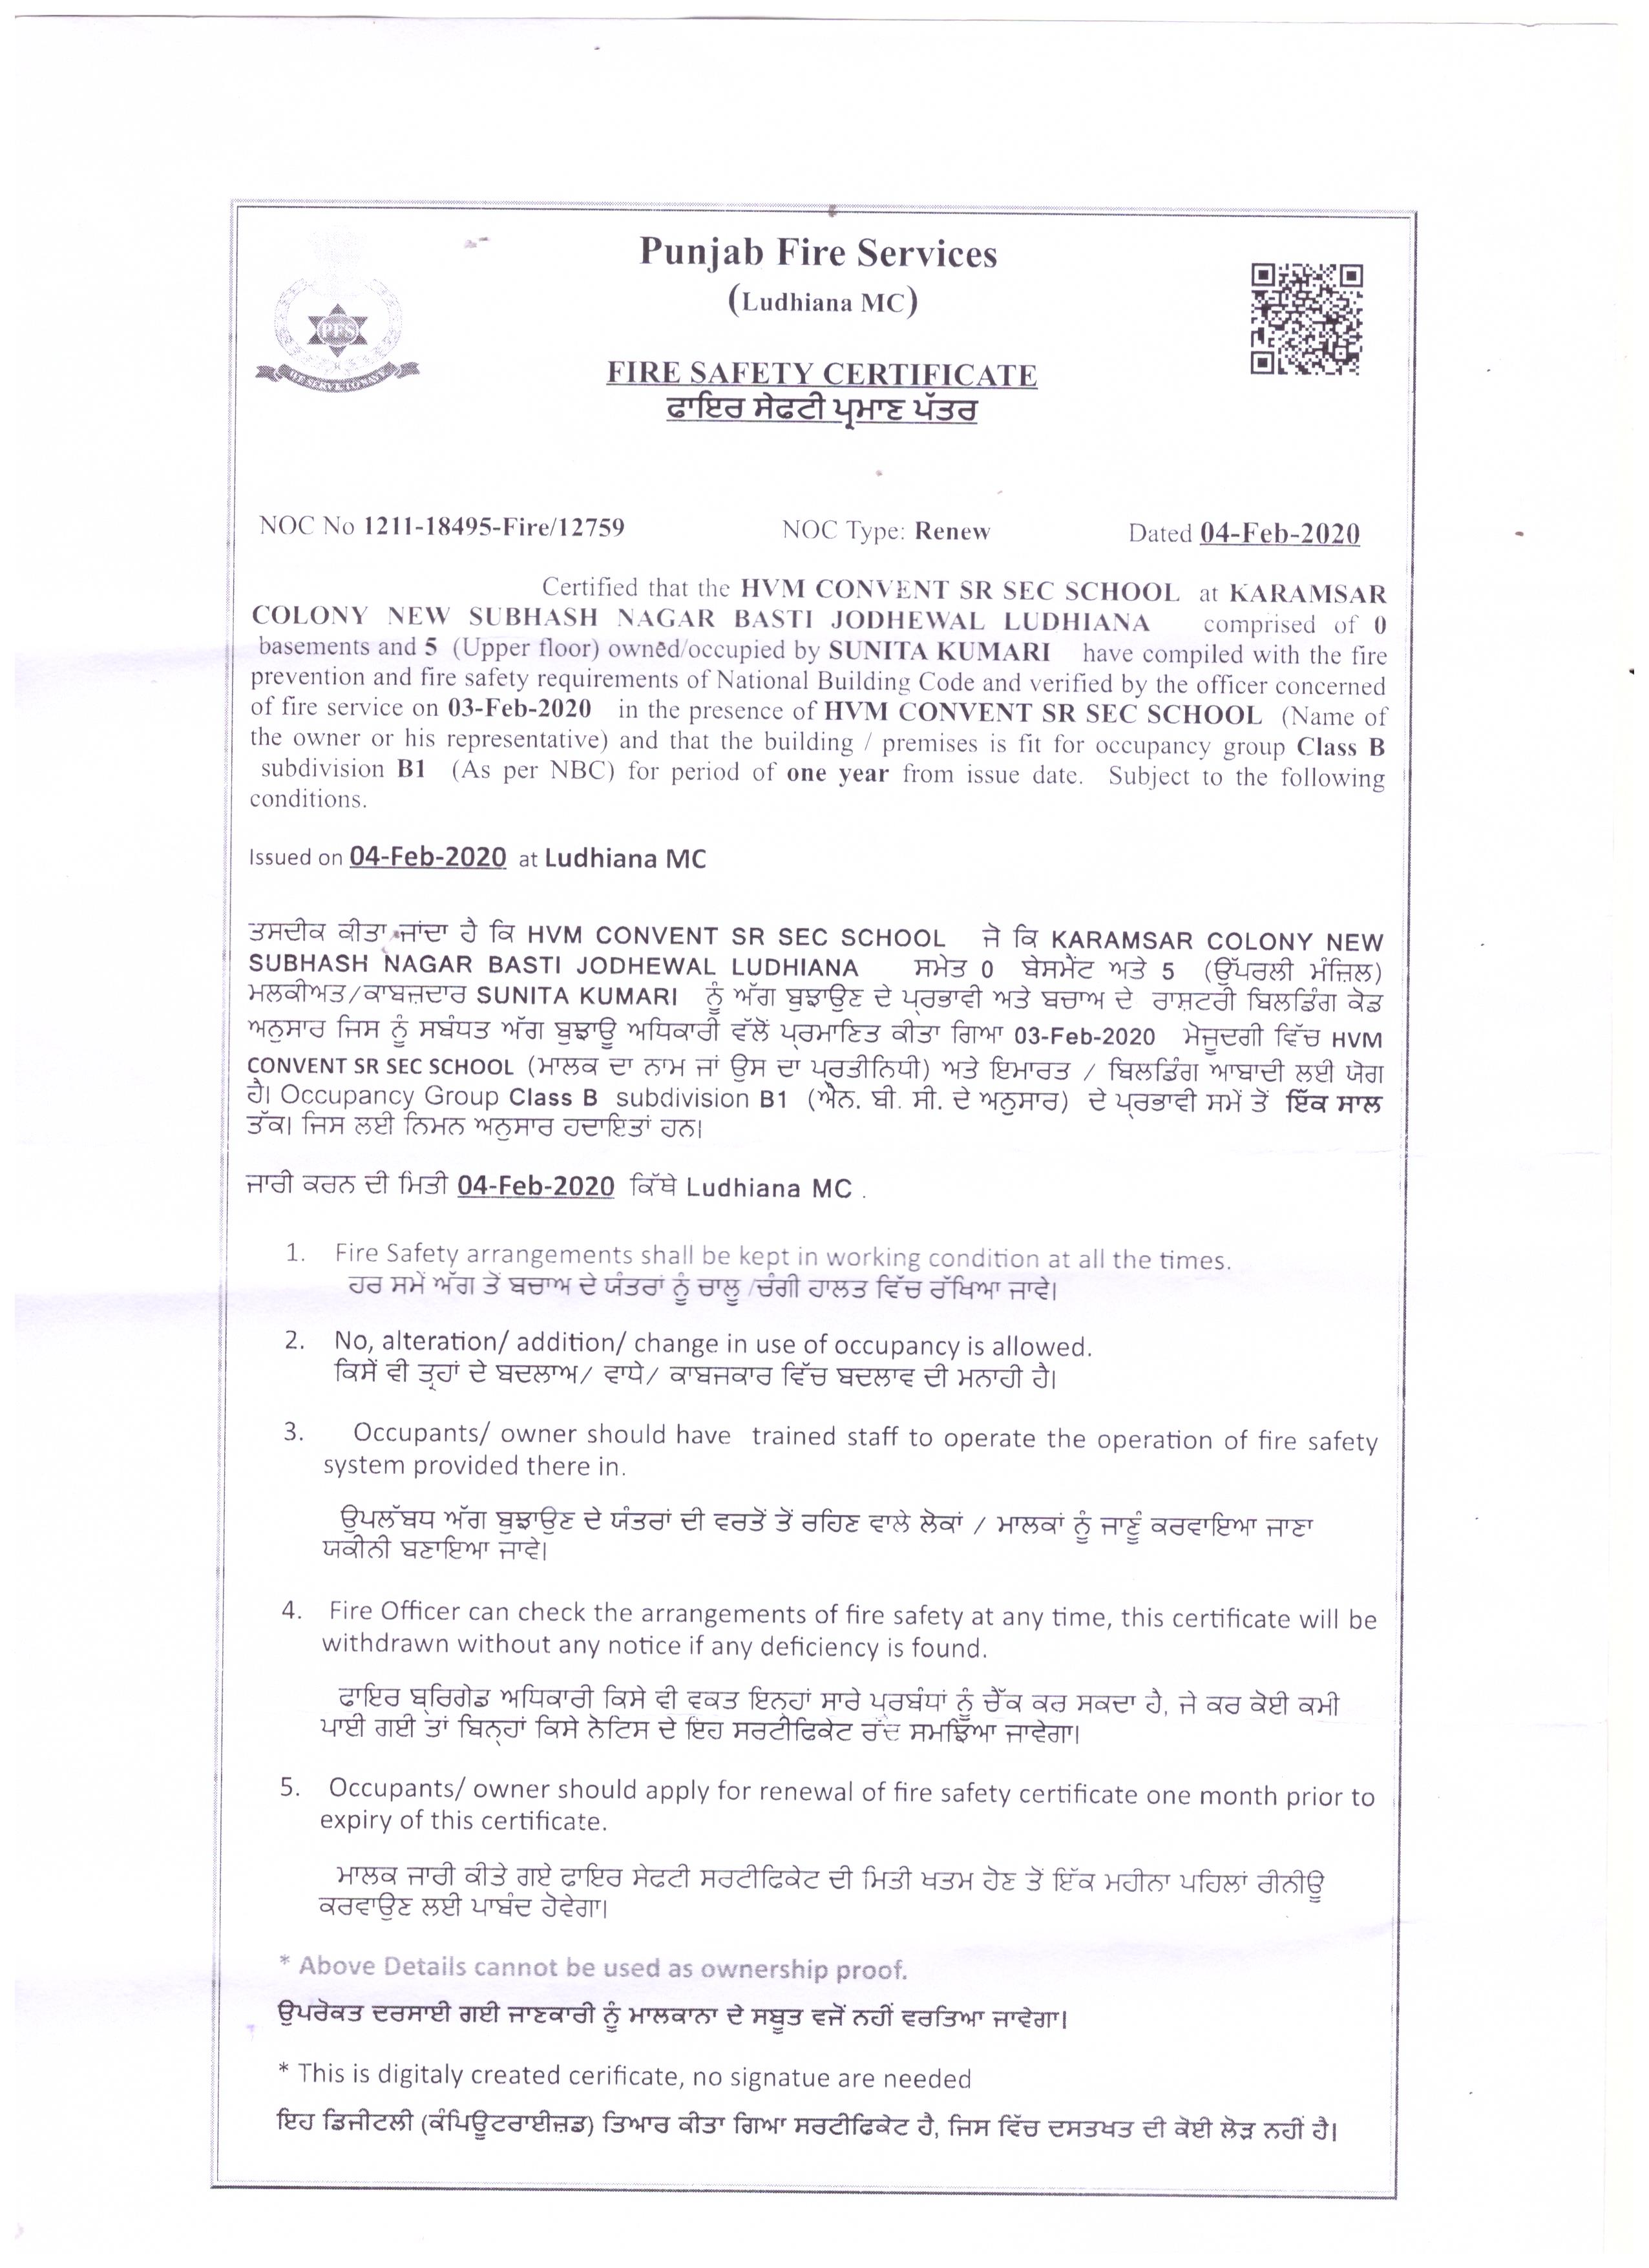 Punjab Fire Services
(Ludhiana MC)
FIRE SAFETY CERTIFICATE
ਫਾਇਰ ਸੇਫਟੀ ਪ੍ਰਮਾਣ ਪੱਤਰ
PFS
WE SERVE TO SAVE
NOC No 1211-18495-Fire/12759 NOC Type: Renew Dated 04-Feb-2020
Certified that the HVM CONVENT SR SEC SCHOOL at KARAMSAR
COLONY NEW SUBHASH NAGAR BASTI JODHEWAL LUDHIANA comprised of 0
basements and 5 (Upper floor) owned/occupied by SUNITA KUMARI have compiled with the fire
prevention and fire safety requirements of National Building Code and verified by the officer concerned
of fire service on 03-Feb-2020 in the presence of HVM CONVENT SR SEC SCHOOL (Name of
the owner or his representative) and that the building / premises is fit for occupancy group Class B
subdivision B1 (As per NBC) for period of one year from issue date. Subject to the following
conditions.
Issued on 04-Feb-2020 at Ludhiana MC
ਤਸਦੀਕ ਕੀਤਾ ਜਾਂਦਾ ਹੈ ਕਿ HVM CONVENT SR SEC SCHOOL ਜੋ ਕਿ KARAMSAR COLONY NEW
SUBHASH NAGAR BASTI JODHEWAL LUDHIANA ਸਮੇਤ 0 ਬੇਸਮੈਂਟ ਅਤੇ 5 (ਉੱਪਰਲੀ ਮੰਜ਼ਿਲ)
ਮਲਕੀਅਤ/ਕਾਬਜ਼ਦਾਰ SUNITA KUMARI ਨੂੰ ਅੱਗ ਬੁਝਾਉਣ ਦੇ ਪ੍ਰਭਾਵੀ ਅਤੇ ਬਚਾਅ ਦੇ ਰਾਸ਼ਟਰੀ ਬਿਲਡਿੰਗ ਕੋਡ
ਅਨੁਸਾਰ ਜਿਸ ਨੂੰ ਸਬੰਧਤ ਅੱਗ ਬੁਝਾਊ ਅਧਿਕਾਰੀ ਵੱਲੋਂ ਪ੍ਰਮਾਣਿਤ ਕੀਤਾ ਗਿਆ 03-Feb-2020 ਮੋਜੂਦਗੀ ਵਿੱਚ HVM
CONVENT SR SEC SCHOOL (ਮਾਲਕ ਦਾ ਨਾਮ ਜਾਂ ਉਸ ਦਾ ਪ੍ਰਤੀਨਿਧੀ) ਅਤੇ ਇਮਾਰਤ / ਬਿਲਡਿੰਗ ਆਬਾਦੀ ਲਈ ਯੋਗ
ਹੈ। Occupancy Group Class B subdivision B1 (ਐਨ. ਬੀ. ਸੀ. ਦੇ ਅਨੁਸਾਰ) ਦੇ ਪ੍ਰਭਾਵੀ ਸਮੇਂ ਤੋਂ ਇੱਕ ਸਾਲ
ਤੱਕ। ਜਿਸ ਲਈ ਨਿਮਨ ਅਨੁਸਾਰ ਹਦਾਇਤਾਂ ਹਨ।
ਜਾਰੀ ਕਰਨ ਦੀ ਮਿਤੀ 04-Feb-2020 ਕਿੱਥੇ Ludhiana MC .
1. Fire Safety arrangements shall be kept in working condition at all the times.
ਹਰ ਸਮੇਂ ਅੱਗ ਤੋਂ ਬਚਾਅ ਦੇ ਯੰਤਰਾਂ ਨੂੰ ਚਾਲੂ /ਚੰਗੀ ਹਾਲਤ ਵਿੱਚ ਰੱਖਿਆ ਜਾਵੇ।
2. No, alteration/ addition/ change in use of occupancy is allowed.
ਕਿਸੇਂ ਵੀ ਤ੍ਰਹਾਂ ਦੇ ਬਦਲਾਅ/ ਵਾਧੇ/ ਕਾਬਜਕਾਰ ਵਿੱਚ ਬਦਲਾਵ ਦੀ ਮਨਾਹੀ ਹੈ।
3. Occupants/ owner should have trained staff to operate the operation of fire safety
system provided there in.
ਉਪਲੱਬਧ ਅੱਗ ਬੁਝਾਉਣ ਦੇ ਯੰਤਰਾਂ ਦੀ ਵਰਤੋਂ ਤੋਂ ਰਹਿਣ ਵਾਲੇ ਲੋਕਾਂ / ਮਾਲਕਾਂ ਨੂੰ ਜਾਣੂੰ ਕਰਵਾਇਆ ਜਾਣਾ
ਯਕੀਨੀ ਬਣਾਇਆ ਜਾਵੇ।
4. Fire Officer can check the arrangements of fire safety at any time, this certificate will be
withdrawn without any notice if any deficiency is found.
ਫਾਇਰ ਬ੍ਰਿਗੇਡ ਅਧਿਕਾਰੀ ਕਿਸੇ ਵੀ ਵਕਤ ਇਨ੍ਹਾਂ ਸਾਰੇ ਪ੍ਰਬੰਧਾਂ ਨੂੰ ਚੈੱਕ ਕਰ ਸਕਦਾ ਹੈ, ਜੇ ਕਰ ਕੋਈ ਕਮੀ
ਪਾਈ ਗਈ ਤਾਂ ਬਿਨ੍ਹਾਂ ਕਿਸੇ ਨੋਟਿਸ ਦੇ ਇਹ ਸਰਟੀਫਿਕੇਟ ਰੱਦ ਸਮਝਿਆ ਜਾਵੇਗਾ।
5. Occupants/ owner should apply for renewal of fire safety certificate one month prior to
expiry of this certificate.
ਮਾਲਕ ਜਾਰੀ ਕੀਤੇ ਗਏ ਫਾਇਰ ਸੇਫਟੀ ਸਰਟੀਫਿਕੇਟ ਦੀ ਮਿਤੀ ਖਤਮ ਹੋਣ ਤੋਂ ਇੱਕ ਮਹੀਨਾ ਪਹਿਲਾਂ ਰੀਨੀਊ
ਕਰਵਾਉਣ ਲਈ ਪਾਬੰਦ ਹੋਵੇਗਾ।
* Above Details cannot be used as ownership proof.
ਉਪਰੋਕਤ ਦਰਸਾਈ ਗਈ ਜਾਣਕਾਰੀ ਨੂੰ ਮਾਲਕਾਨਾ ਦੇ ਸਬੂਤ ਵਜੋਂ ਨਹੀਂ ਵਰਤਿਆ ਜਾਵੇਗਾ।
* This is digitaly created cerificate, no signatue are needed
ਇਹ ਡਿਜੀਟਲੀ (ਕੰਪਿਊਟਰਾਈਜ਼ਡ) ਤਿਆਰ ਕੀਤਾ ਗਿਆ ਸਰਟੀਫਿਕੇਟ ਹੈ, ਜਿਸ ਵਿੱਚ ਦਸਤਖਤ ਦੀ ਕੋਈ ਲੋੜ ਨਹੀਂ ਹੈ।